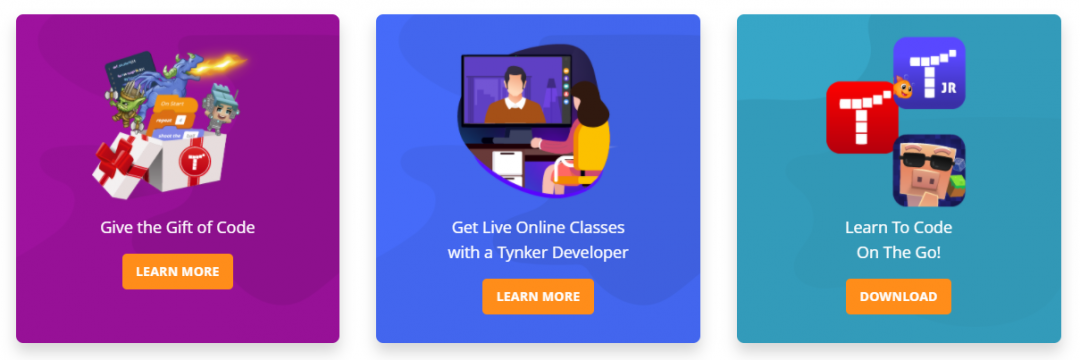 On Start
repeat
T
Give the Gift of Code
LEARN MORE
Get Live Online Classes
with a Tynker Developer
LEARN MORE
T
T
JR
Learn To Code
On The Go!
DOWNLOAD